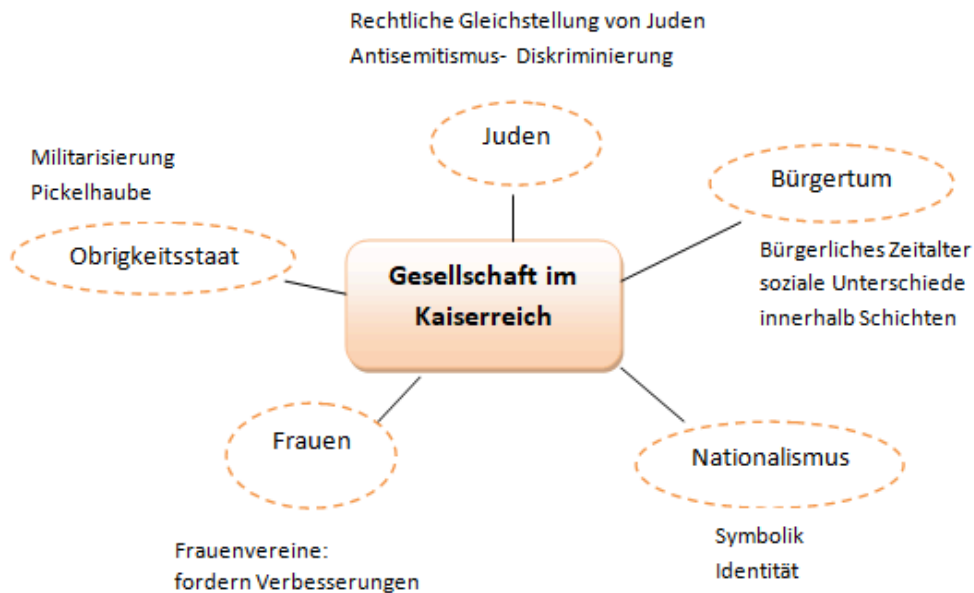 Rechtliche Gleichstellung von Juden
Antisemitismus- Diskriminierung
Juden
Militarisierung
Pickelhaube
Obrigkeitsstaat
Bürgertum
Bürgerliches Zeitalter
soziale Unterschiede
innerhalb Schichten
Gesellschaft im
Kaiserreich
Frauen
Frauenvereine:
fordern Verbesserungen
Nationalismus
Symbolik
Identität